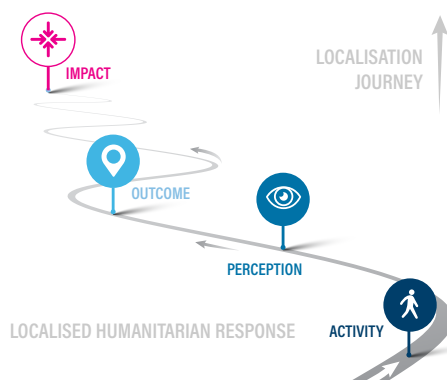 LOCALISATION
JOURNEY
IMPACT
OUTCOME
PERCEPTION
ACTIVITY
LOCALISED HUMANITARIAN RESPONSE